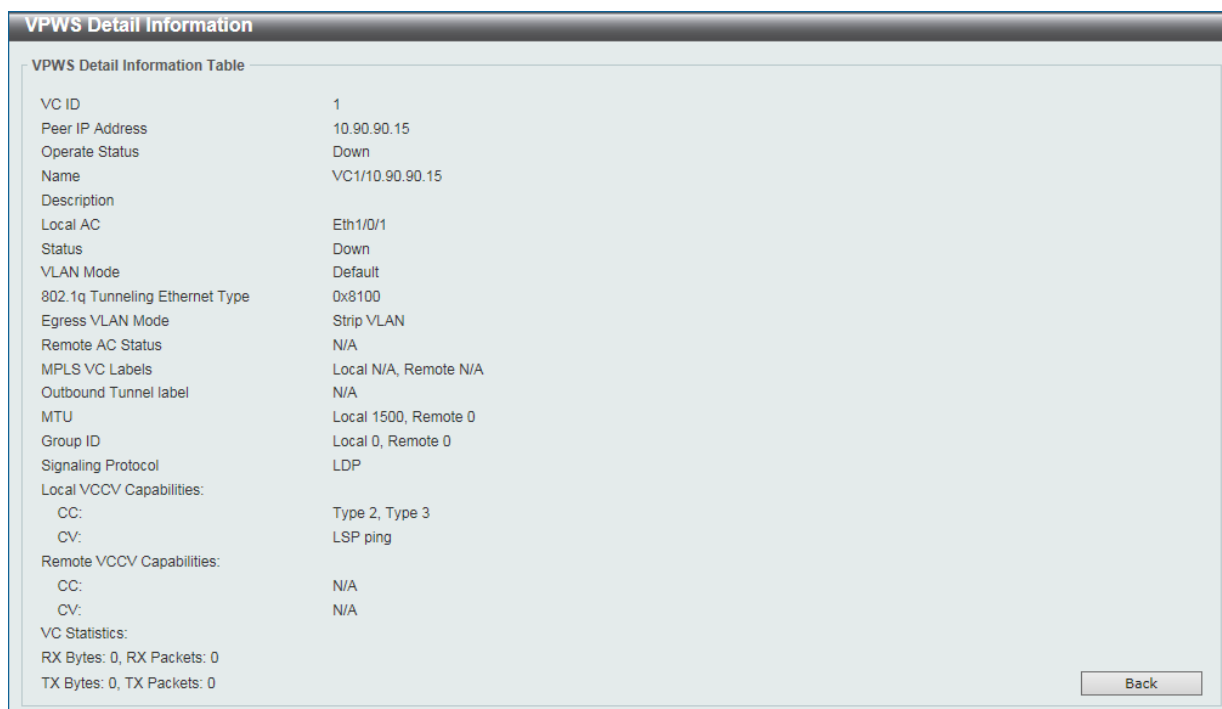 VPWS Detail Information
VPWS Detail Information Table
VC ID 1
Peer IP Address 10.90.90.15
Operate Status Down
Name VC1/10.90.90.15
Description
Local AC Eth1/0/1
Status Down
VLAN Mode Default
802.1q Tunneling Ethernet Type 0x8100
Egress VLAN Mode Strip VLAN
Remote AC Status N/A
MPLS VC Labels Local N/A, Remote N/A
Outbound Tunnel label N/A
MTU Local 1500, Remote 0
Group ID Local 0, Remote 0
Signaling Protocol LDP
Local VCCV Capabilities:
CC: Type 2, Type 3
CV: LSP ping
Remote VCCV Capabilities:
CC: N/A
CV: N/A
VC Statistics:
RX Bytes: 0, RX Packets: 0
TX Bytes: 0, TX Packets: 0 Back